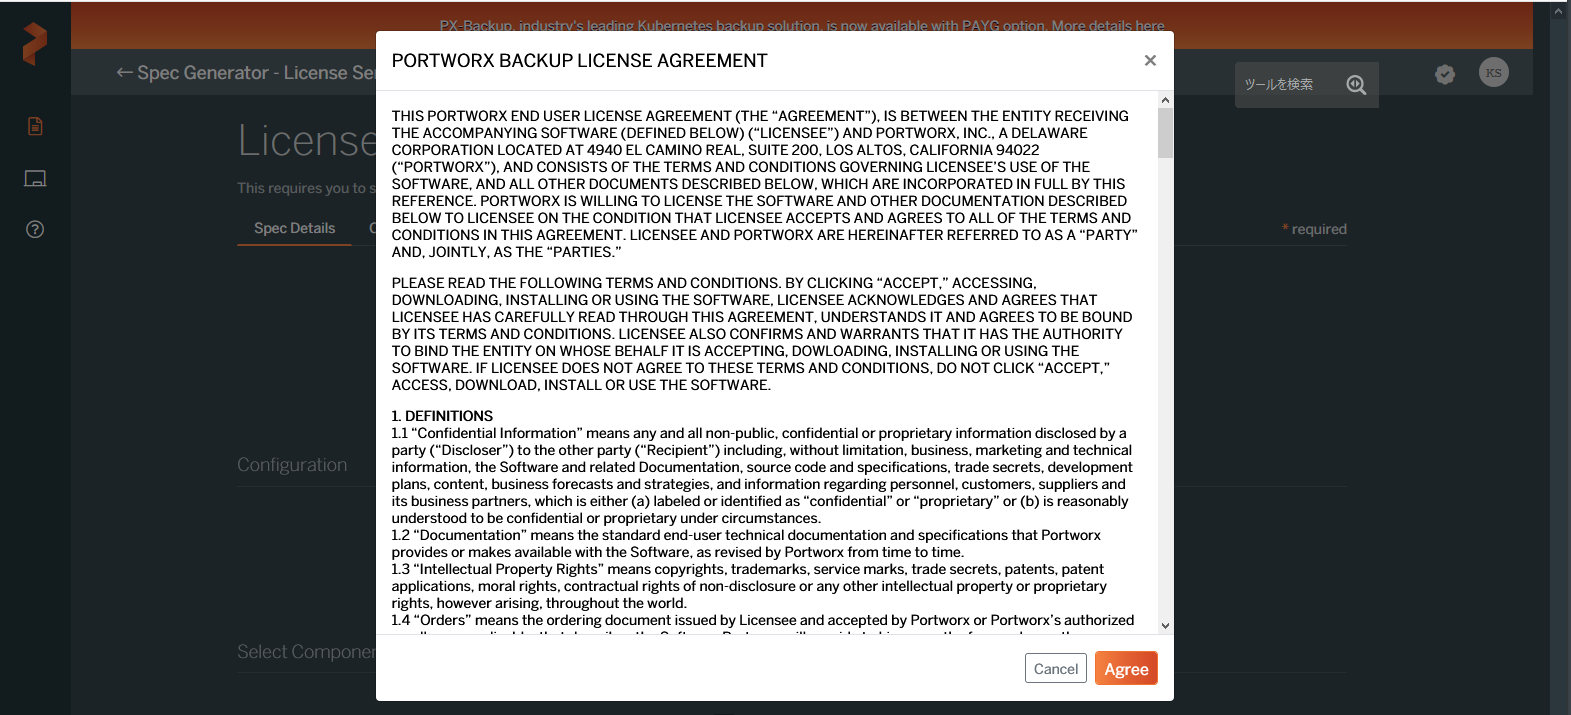 PX-Backup, industry's leading Kubernetes backup solution, is now available with PAYG option. More details here
← Spec Generator - License Se
ツールを検索
KS
License
This requires you to s
Spec Details
* required
Configuration
Select Componen
PORTWORX BACKUP LICENSE AGREEMENT
×
THIS PORTWORX END USER LICENSE AGREEMENT (THE “AGREEMENT”), IS BETWEEN THE ENTITY RECEIVING
THE ACCOMPANYING SOFTWARE (DEFINED BELOW) (“LICENSEE”) AND PORTWORX, INC., A DELAWARE
CORPORATION LOCATED AT 4940 EL CAMINO REAL, SUITE 200, LOS ALTOS, CALIFORNIA 94022
(“PORTWORX”), AND CONSISTS OF THE TERMS AND CONDITIONS GOVERNING LICENSEE’S USE OF THE
SOFTWARE, AND ALL OTHER DOCUMENTS DESCRIBED BELOW, WHICH ARE INCORPORATED IN FULL BY THIS
REFERENCE. PORTWORX IS WILLING TO LICENSE THE SOFTWARE AND OTHER DOCUMENTATION DESCRIBED
BELOW TO LICENSEE ON THE CONDITION THAT LICENSEE ACCEPTS AND AGREES TO ALL OF THE TERMS AND
CONDITIONS IN THIS AGREEMENT. LICENSEE AND PORTWORX ARE HEREINAFTER REFERRED TO AS A “PARTY”
AND, JOINTLY, AS THE “PARTIES.”
PLEASE READ THE FOLLOWING TERMS AND CONDITIONS. BY CLICKING “ACCEPT,” ACCESSING,
DOWNLOADING, INSTALLING OR USING THE SOFTWARE, LICENSEE ACKNOWLEDGES AND AGREES THAT
LICENSEE HAS CAREFULLY READ THROUGH THIS AGREEMENT, UNDERSTANDS IT AND AGREES TO BE BOUND
BY ITS TERMS AND CONDITIONS. LICENSEE ALSO CONFIRMS AND WARRANTS THAT IT HAS THE AUTHORITY
TO BIND THE ENTITY ON WHOSE BEHALF IT IS ACCEPTING, DOWLOADING, INSTALLING OR USING THE
SOFTWARE. IF LICENSEE DOES NOT AGREE TO THESE TERMS AND CONDITIONS, DO NOT CLICK “ACCEPT,”
ACCESS, DOWNLOAD, INSTALL OR USE THE SOFTWARE.
1. DEFINITIONS
1.1 “Confidential Information” means any and all non-public, confidential or proprietary information disclosed by a
party (“Discloser”) to the other party (“Recipient”) including, without limitation, business, marketing and technical
information, the Software and related Documentation, source code and specifications, trade secrets, development
plans, content, business forecasts and strategies, and information regarding personnel, customers, suppliers and
its business partners, which is either (a) labeled or identified as “confidential” or “proprietary” or (b) is reasonably
understood to be confidential or proprietary under circumstances.
1.2 “Documentation” means the standard end-user technical documentation and specifications that Portworx
provides or makes available with the Software, as revised by Portworx from time to time.
1.3 “Intellectual Property Rights” means copyrights, trademarks, service marks, trade secrets, patents, patent
applications, moral rights, contractual rights of non-disclosure or any other intellectual property or proprietary
rights, however arising, throughout the world.
1.4 “Orders” means the ordering document issued by Licensee and accepted by Portworx or Portworx’s authorized
Cancel
Agree